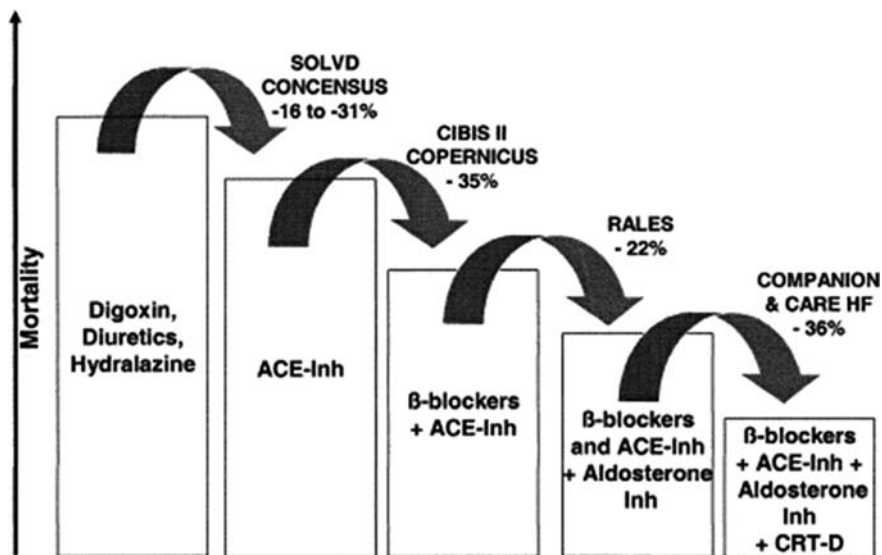 Mortality
SOLVD
CONCENSUS
-16 to -31%
CIBIS II
COPERNICUS
- 35%
RALES
- 22%
COMPANION
& CARE HF
- 36%
Digoxin,
Diuretics,
Hydralazine
ACE-Inh
ß-blockers
+ ACE-Inh
ß-blockers
and ACE-Inh
+ Aldosterone
Inh
ß-blockers
+ ACE-Inh +
Aldosterone
Inh
+ CRT-D